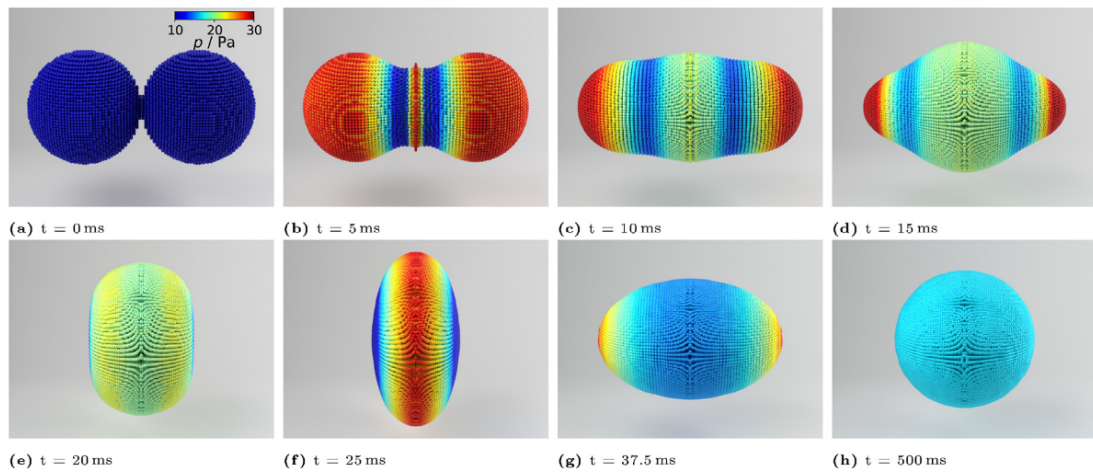 10 30
p / Pa
(a) t = 0 ms
(b) t = 5 ms
(c) t = 10 ms
(d) t = 15 ms
(e) t = 20 ms
(f) t = 25 ms
(g) t = 37.5 ms
(h) t = 500 ms